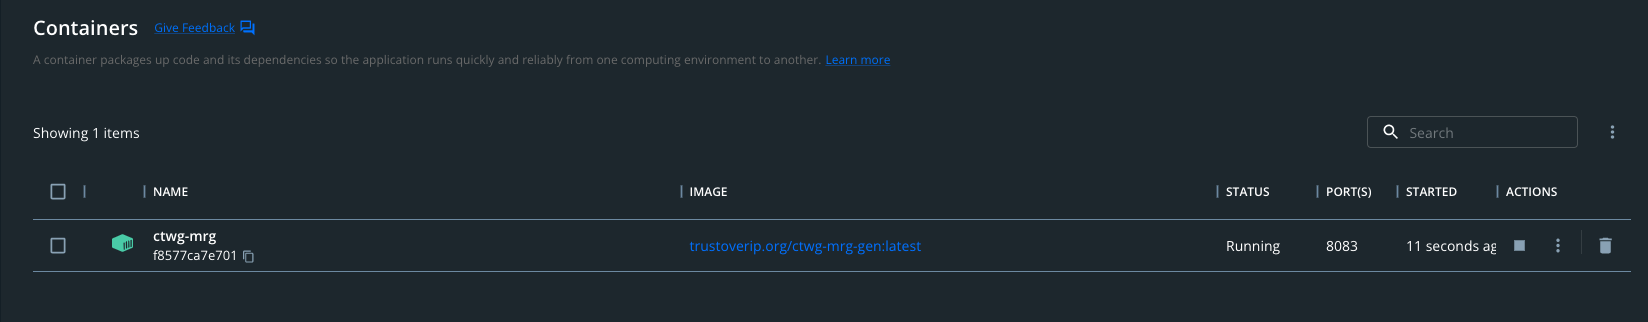 Containers Give Feedback
A container packages up code and its dependencies so the application runs quickly and reliably from one computing environment to another. Learn more
Showing 1 items
Search
NAME IMAGE STATUS PORT(S) STARTED ACTIONS
ctwg-mrg
f8577ca7e701
trustoverip.org/ctwg-mrg-gen:latest Running 8083 11 seconds ag